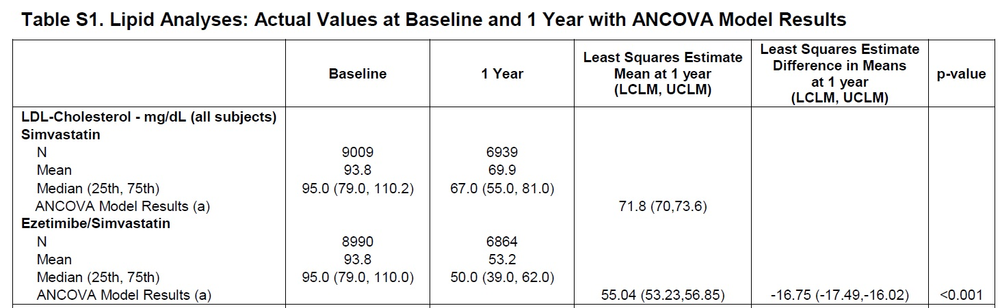 Table S1. Lipid Analyses: Actual Values at Baseline and 1 Year with ANCOVA Model Results
Baseline
1 Year
Least Squares Estimate
Mean at 1 year
(LCLM, UCLM)
Least Squares Estimate
Difference in Means
at 1 year
(LCLM, UCLM)
p-value
LDL-Cholesterol - mg/dL (all subjects)
Simvastatin
N 9009 6939
Mean 93.8 69.9
Median (25th, 75th) 95.0 (79.0, 110.2) 67.0 (55.0, 81.0)
ANCOVA Model Results (a) 71.8 (70,73.6)
Ezetimibe/Simvastatin
N 8990 6864
Mean 93.8 53.2
Median (25th, 75th) 95.0 (79.0, 110.0) 50.0 (39.0, 62.0)
ANCOVA Model Results (a) 55.04 (53.23,56.85) -16.75 (-17.49,-16.02) <0.001